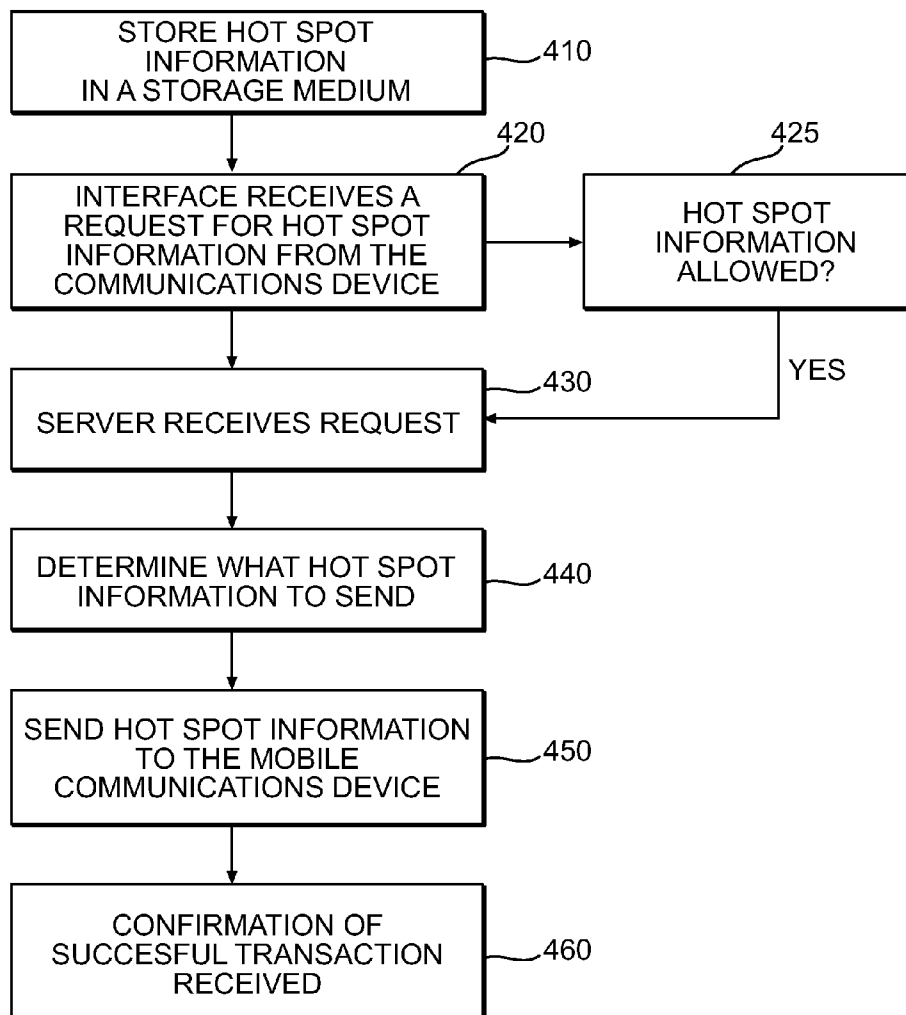 STORE HOT SPOT
INFORMATION
IN A STORAGE MEDIUM
410
420
INTERFACE RECEIVES A
REQUEST FOR HOT SPOT
INFORMATION FROM THE
COMMUNICATIONS DEVICE
425
HOT SPOT
INFORMATION
ALLOWED?
YES
430
SERVER RECEIVES REQUEST
DETERMINE WHAT HOT SPOT
INFORMATION TO SEND
440
SEND HOT SPOT INFORMATION
TO THE MOBILE
COMMUNICATIONS DEVICE
450
CONFIRMATION OF
SUCCESFUL TRANSACTION
RECEIVED
460